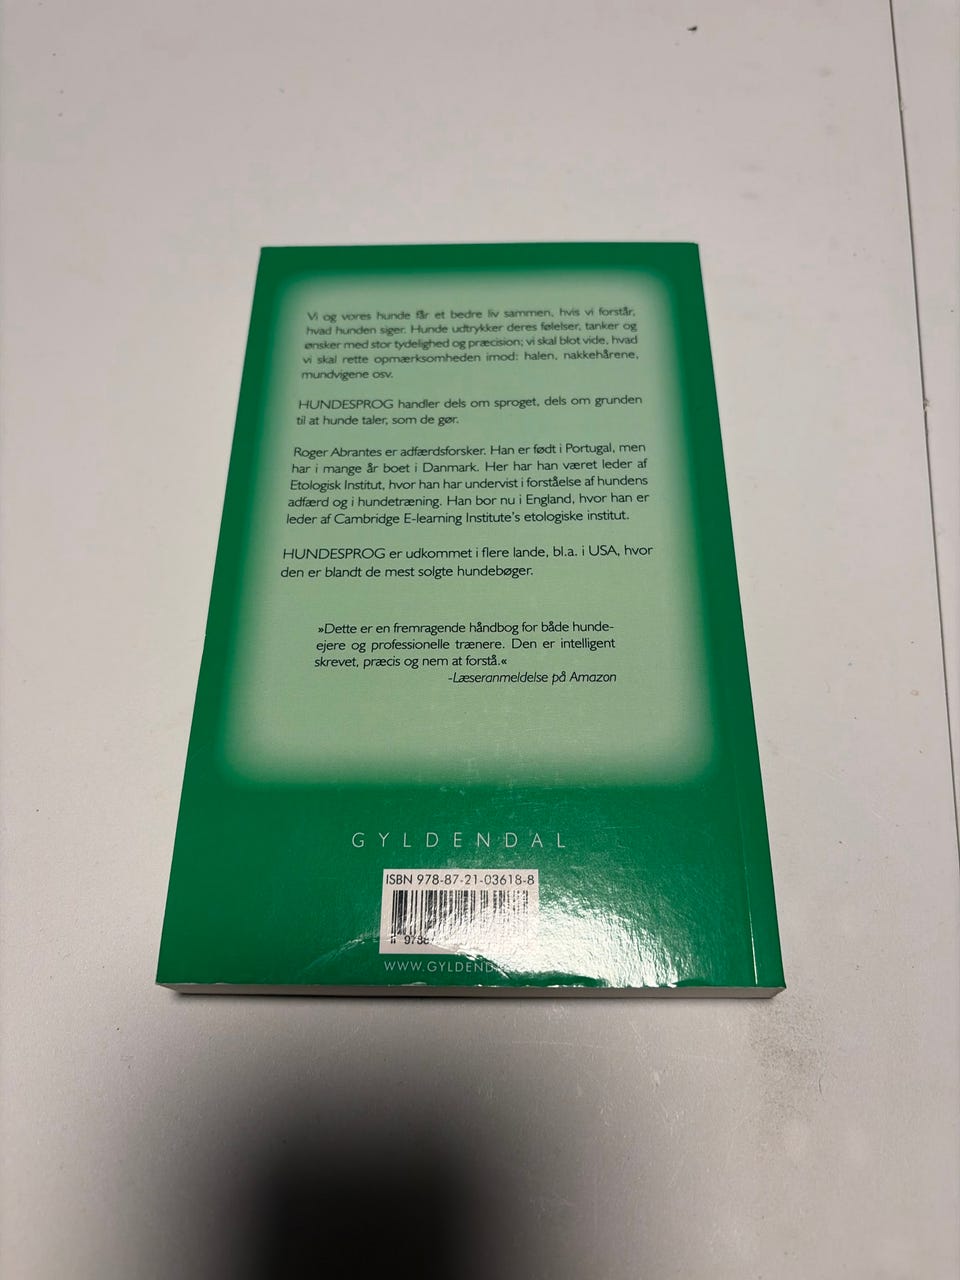 Vi og vores hunde får et bedre liv sammen, hvis vi forstår,
hvad hunden siger. Hunde udtrykker deres følelser, tanker og
ønsker med stor tydelighed og præcision; vi skal blot vide, hvad
vi skal rette opmærksomheden imod: halen, nakkehårene,
mundvigene osv.
HUNDESPROG handler dels om sproget, dels om grunden
til at hunde taler, som de gør.
Roger Abrantes er adfærdsforsker. Han er født i Portugal, men
har i mange år boet i Danmark. Her har han været leder af
Etologisk Institut, hvor han har undervist i forståelse af hundens
adfærd og i hundetræning. Han bor nu i England, hvor han er
leder af Cambridge E-learning Institute's etologiske institut.
HUNDESPROG er udkommet i flere lande, bl.a. i USA, hvor
den er blandt de mest solgte hundebøger.
»Dette er en fremragende håndbog for både hunde-
ejere og professionelle trænere. Den er intelligent
skrevet, præcis og nem at forstå.«
-Læseranmeldelse på Amazon
GYLDENDAL
ISBN 978-87-21-03618-8